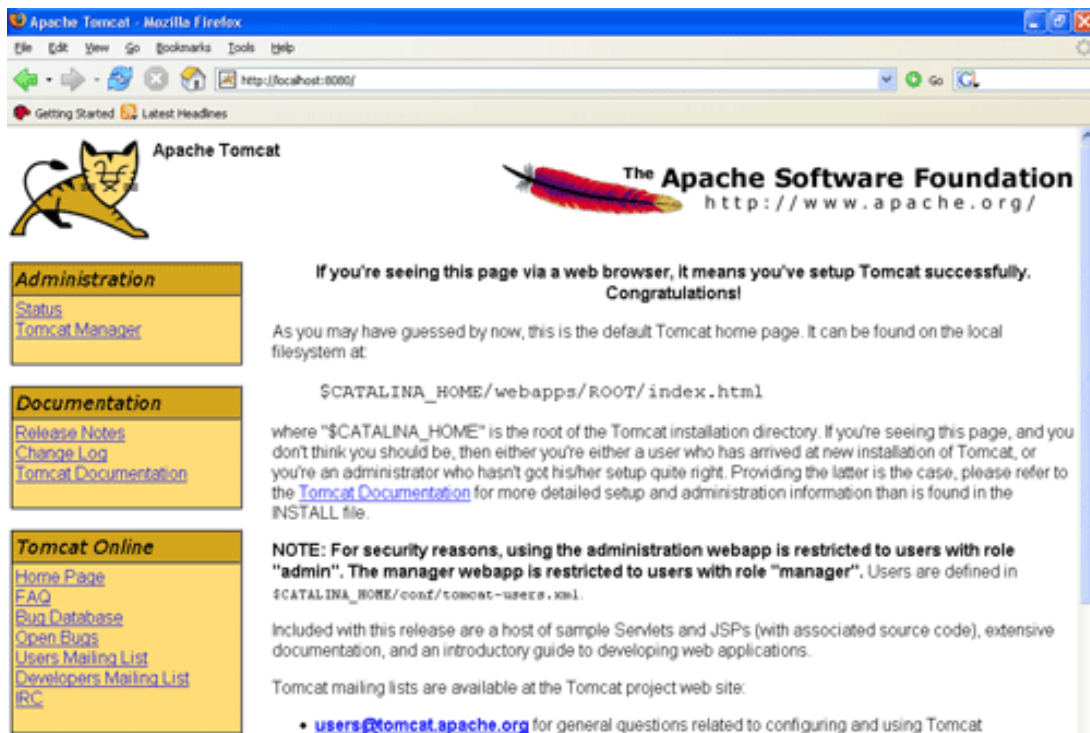 Apache Tomcat - Mozilla Firefox
File Edit View Go Bookmarks Tools Help
http://localhost:8080/
Go
Getting Started Latest Headlines
Apache Tomcat
The Apache Software Foundation
http://www.apache.org/
Administration
Status
Tomcat Manager
Documentation
Release Notes
Change Log
Tomcat Documentation
Tomcat Online
Home Page
FAQ
Bug Database
Open Bugs
Users Mailing List
Developers Mailing List
IRC
If you're seeing this page via a web browser, it means you've setup Tomcat successfully.
Congratulations!
As you may have guessed by now, this is the default Tomcat home page. It can be found on the local
filesystem at:
$CATALINA_HOME/webapps/ROOT/index.html
where "$CATALINA_HOME" is the root of the Tomcat installation directory. If you're seeing this page, and you
don't think you should be, then either you're either a user who has arrived at new installation of Tomcat, or
you're an administrator who hasn't got his/her setup quite right. Providing the latter is the case, please refer to
the Tomcat Documentation for more detailed setup and administration information than is found in the
INSTALL file.
NOTE: For security reasons, using the administration webapp is restricted to users with role
"admin". The manager webapp is restricted to users with role "manager". Users are defined in
$CATALINA_HOME/conf/tomcat-users.xml.
Included with this release are a host of sample Servlets and JSPs (with associated source code), extensive
documentation, and an introductory guide to developing web applications.
Tomcat mailing lists are available at the Tomcat project web site:
• users@tomcat.apache.org for general questions related to configuring and using Tomcat